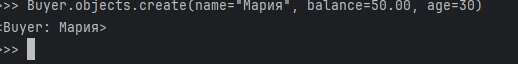 >>> Buyer.objects.create(name="Мария", balance=50.00, age=30)
<Buyer: Мария>
>>>